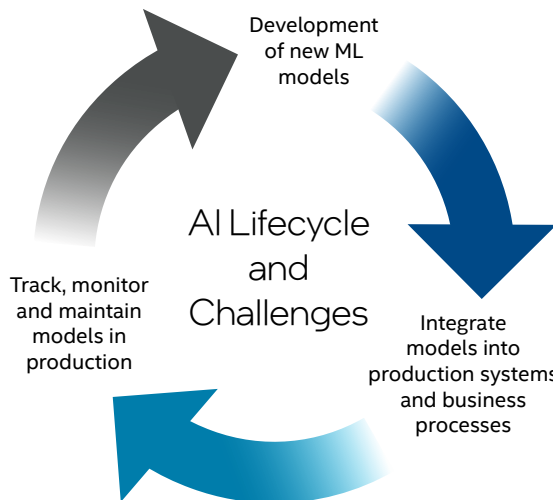 Development
of new ML
models
AI Lifecycle
and
Challenges
Integrate
models into
production systems
and business
processes
Track, monitor
and maintain
models in
production